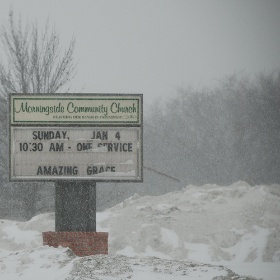 Morningside Community Church
SUNDAY, JAN 4
10:30 AM - ONE SERVICE
AMAZING GRACE